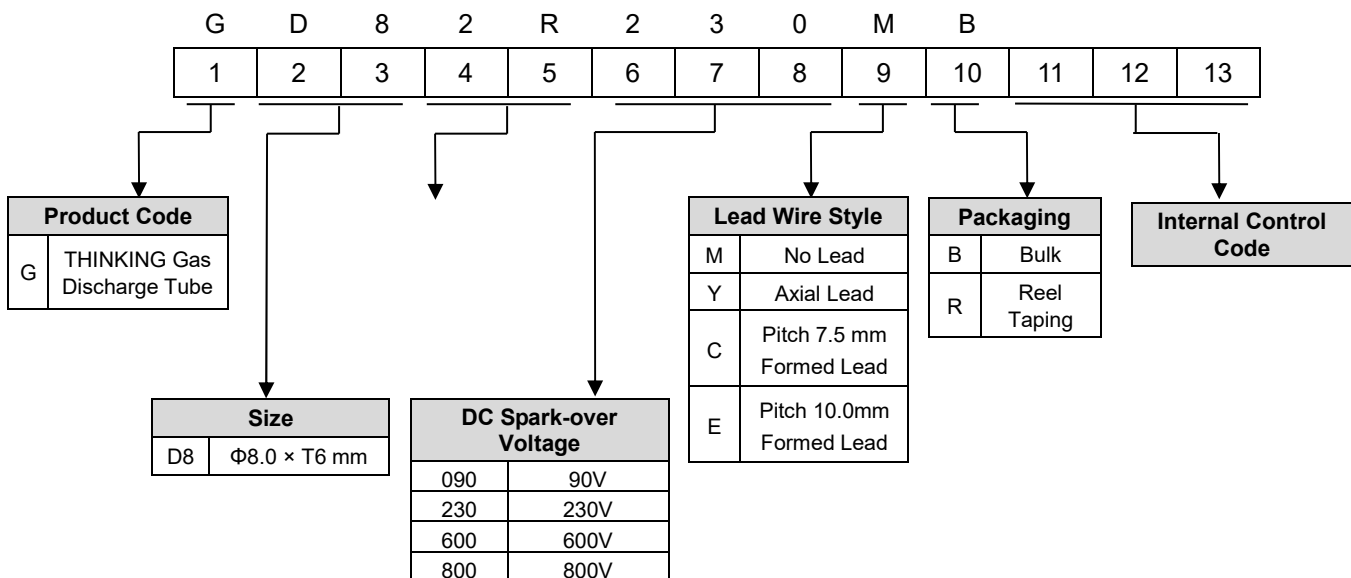 G D 8 2 R 2 3 0 M B
1 2 3 4 5 6 7 8 9 10 11 12 13
Product Code
G THINKING Gas
Discharge Tube
Lead Wire Style
M No Lead
Y Axial Lead
C Pitch 7.5 mm
Formed Lead
E Pitch 10.0mm
Formed Lead
Packaging
B Bulk
R Reel
Taping
Internal Control
Code
Size
D8 Φ8.0 × T6 mm
DC Spark-over
Voltage
090 90V
230 230V
600 600V
800 800V